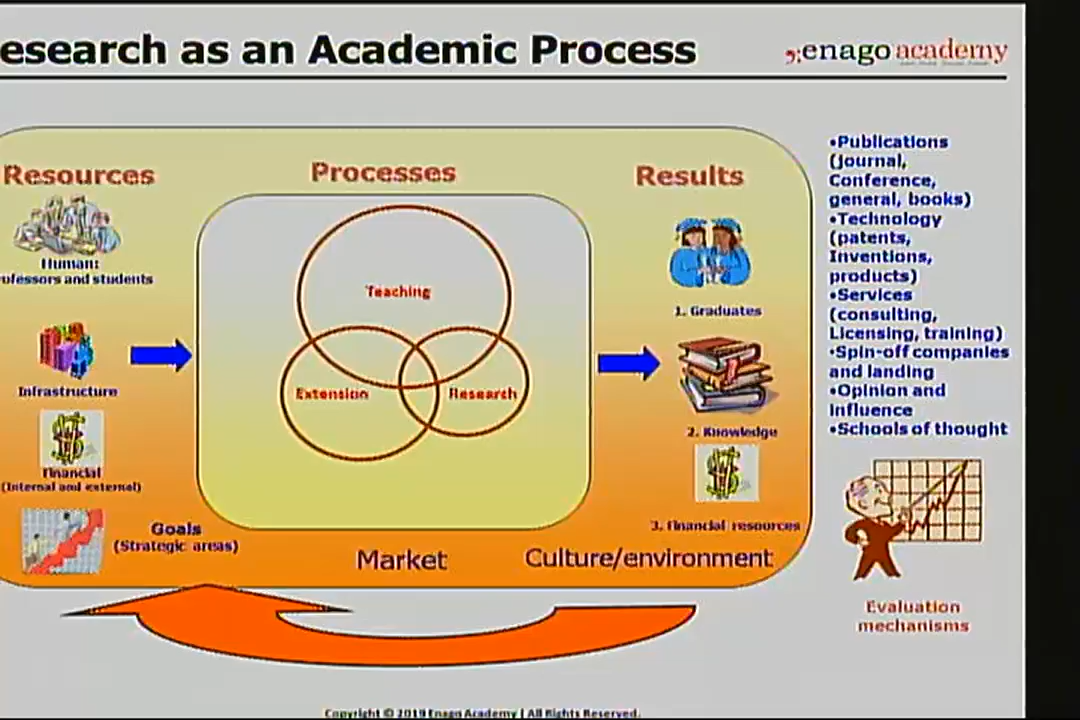 esearch as an Academic Process
enago academy
Resources
Processes
Results
Human:
ofessors and students
Infrastructure
Financial
(Internal and external)
Goals
(Strategic areas)
Teaching
Extension
Research
Market
Culture/environment
1. Graduates
2. Knowledge
3. Financial resources
•Publications
(journal,
Conference,
general, books)
•Technology
(patents,
Inventions,
products)
•Services
(consulting,
Licensing, training)
•Spin-off companies
and landing
•Opinion and
Influence
•Schools of thought
Evaluation
mechanisms
Copyright © 2019 Enago Academy | All Rights Reserved.